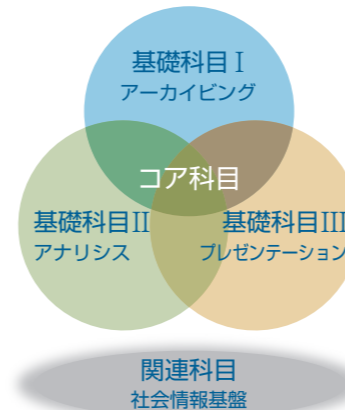 基礎科目Ⅰ
アーカイビング
コア科目
基礎科目Ⅱ
アナリシス
基礎科目Ⅲ
プレゼンテーション
関連科目
社会情報基盤